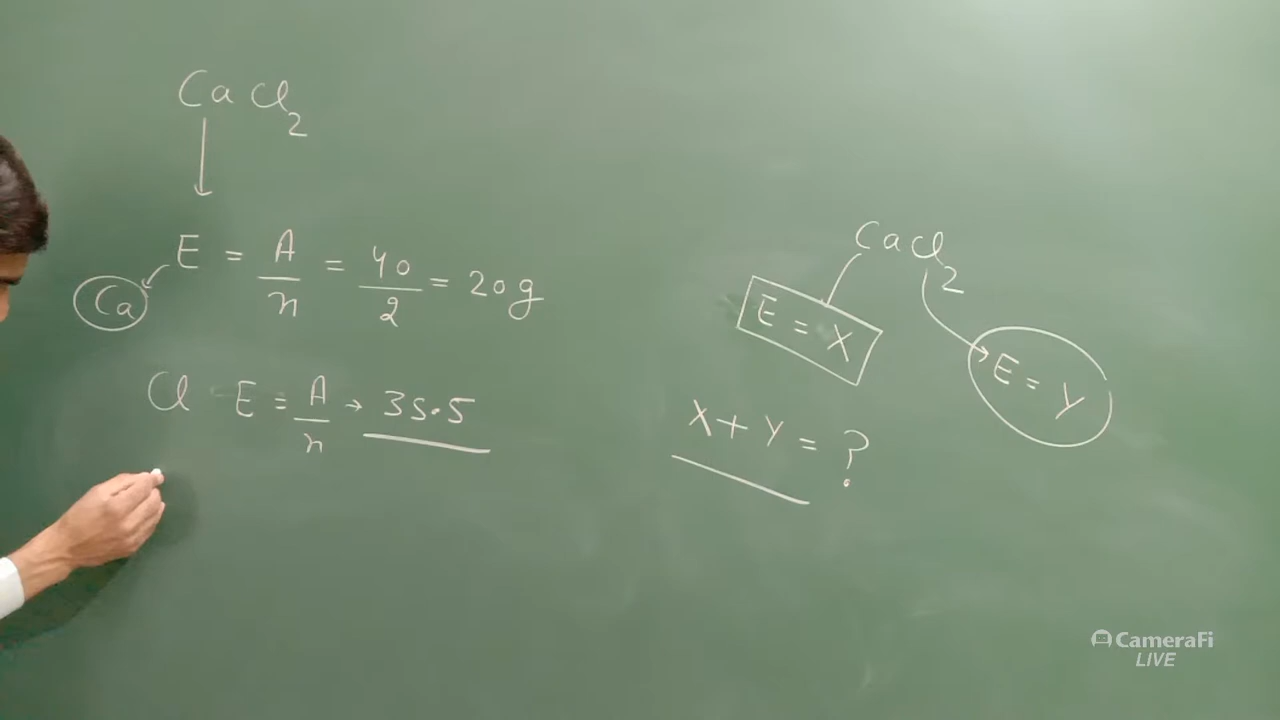 CaCl2
E = A/n = 40/2 = 20g
Ca
Cl E = A/n → 35.5
CaCl2
E = X
E = Y
X + Y = ?
CameraFi
LIVE